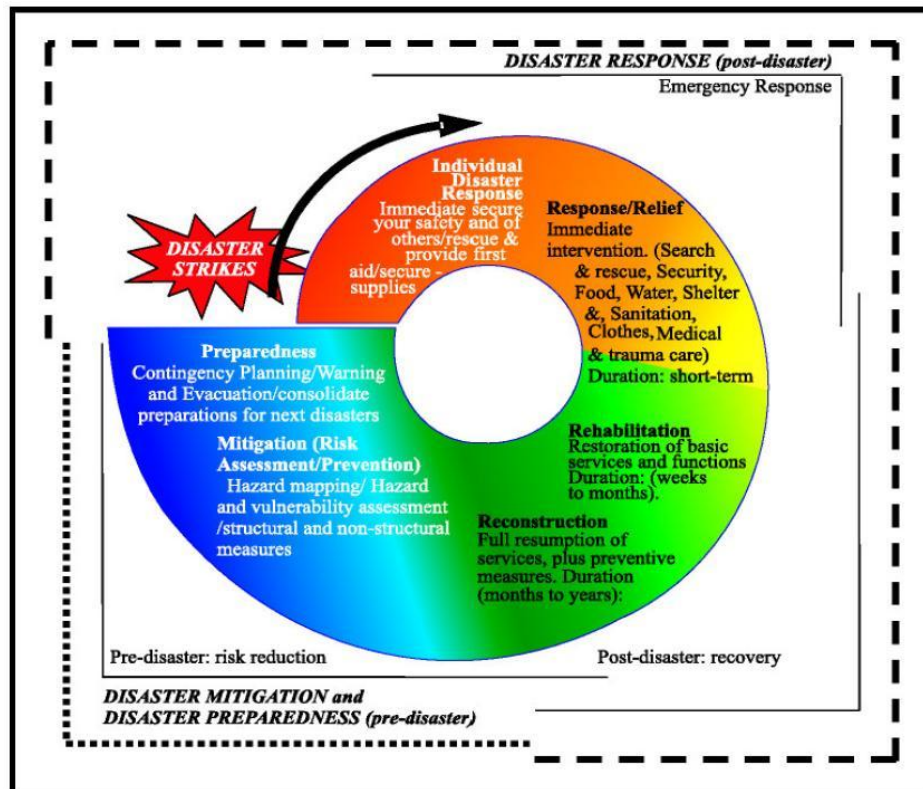 DISASTER RESPONSE (post-disaster)
Emergency Response
DISASTER
STRIKES
Individual
Disaster
Response
Immediate secure
your safety and of
others/rescue &
provide first
aid/secure -
supplies
Response/Relief
Immediate
intervention. (Search
& rescue, Security,
Food, Water, Shelter
&, Sanitation,
Clothes, Medical
& trauma care)
Duration: short-term
Rehabilitation
Restoration of basic
services and functions
Duration: (weeks
to months).
Reconstruction
Full resumption of
services, plus preventive
measures. Duration
(months to years):
Preparedness
Contingency Planning/Warning
and Evacuation/consolidate
preparations for next disasters
Mitigation (Risk
Assessment/Prevention)
Hazard mapping/ Hazard
and vulnerability assessment
/structural and non-structural
measures
Pre-disaster: risk reduction
Post-disaster: recovery
DISASTER MITIGATION and
DISASTER PREPAREDNESS (pre-disaster)